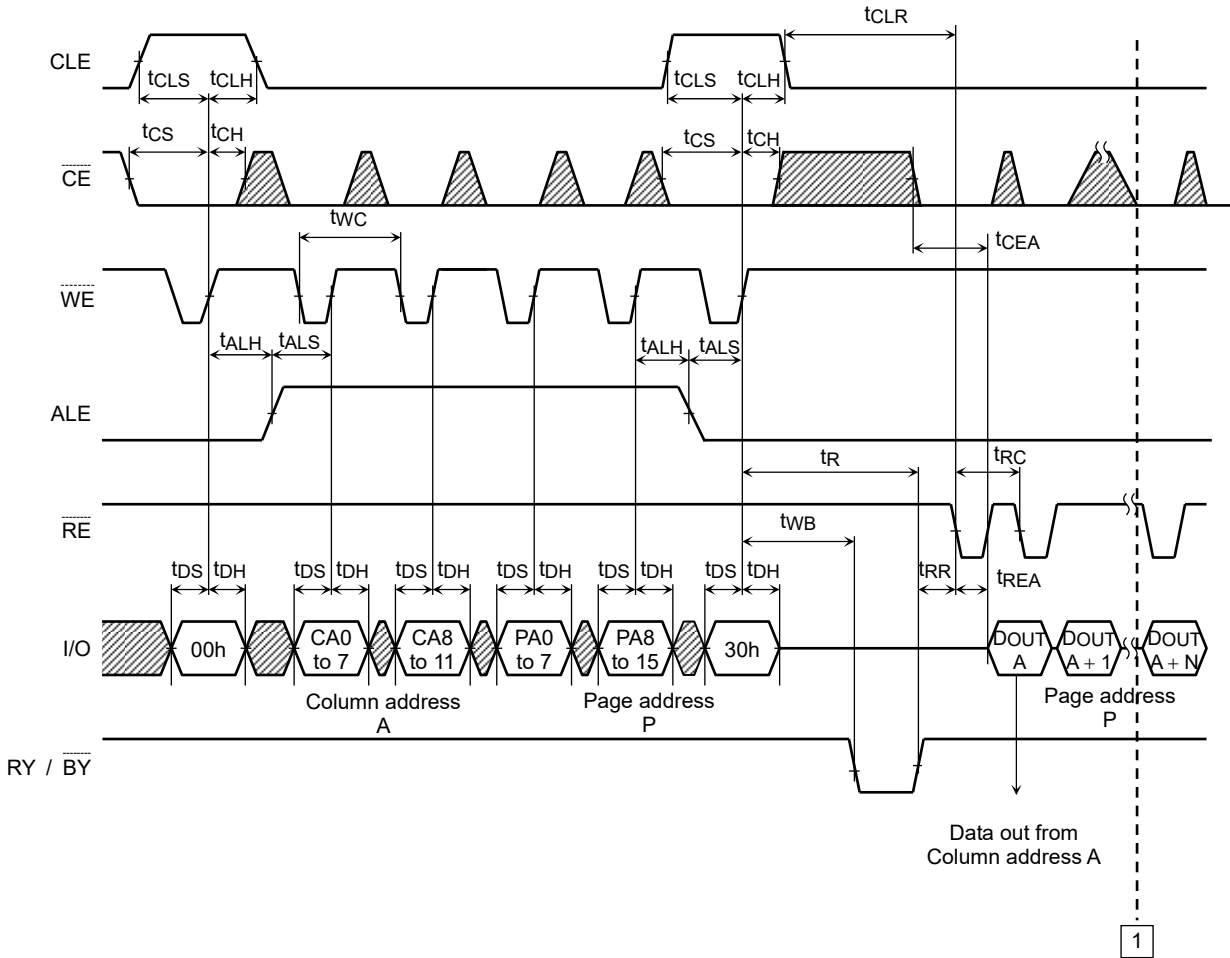 tCLR
CLE
tCLS tCLH tCLS tCLH
tCS tCH tCS tCH
CE
tWC
tCEA
WE
tALH tALS tALH tALS
ALE
tR tRC
RE
tWB
tDS tDH tDS tDH tDS tDH tDS tDH tDS tDH tDS tDH tRR tREA
I/O
00h
CA0 to 7
CA8 to 11
PA0 to 7
PA8 to 15
30h
DOUT A
DOUT A + 1
DOUT A + N
Column address
A
Page address
P
Page address
P
RY / BY
Data out from
Column address A
1